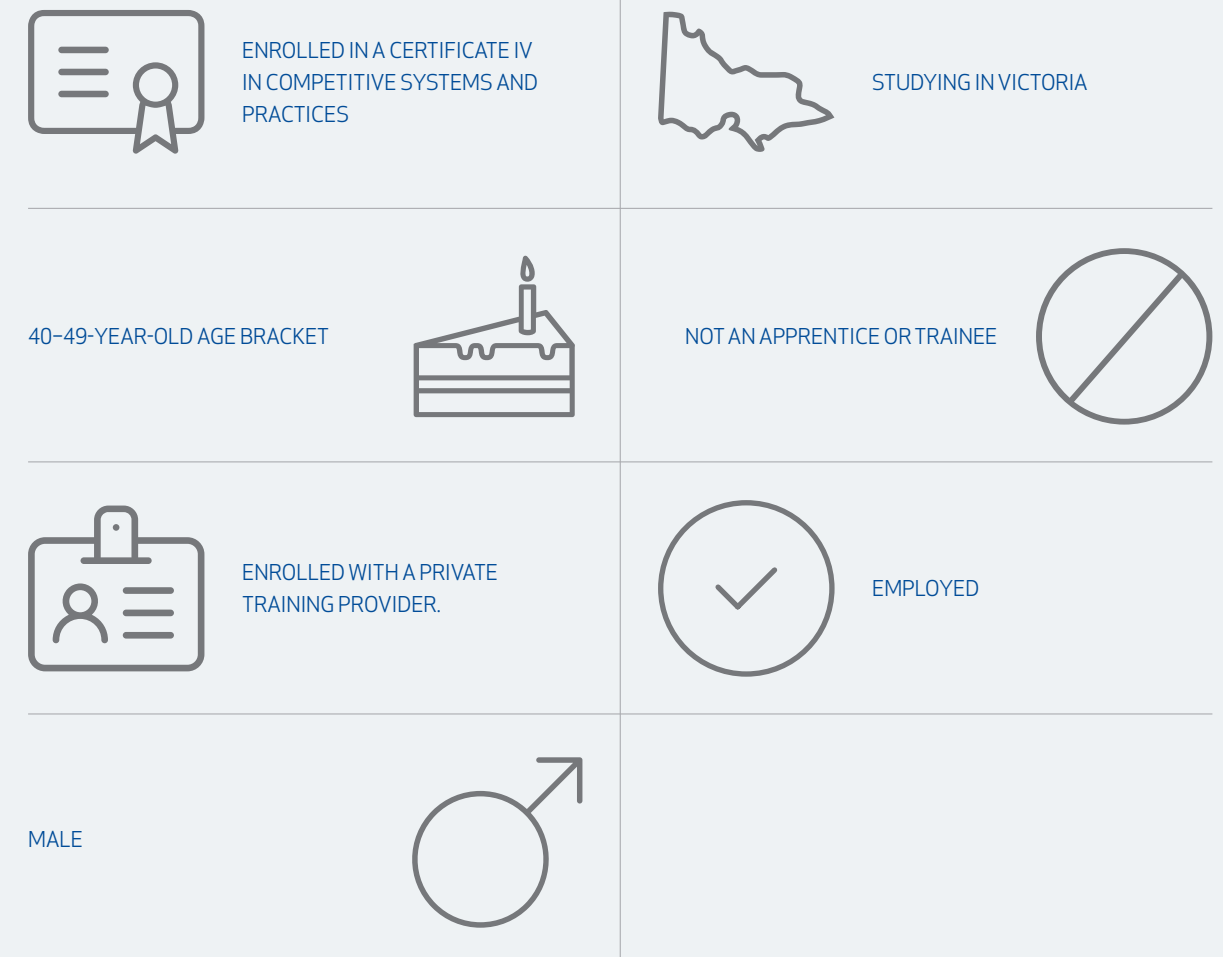 ENROLLED IN A CERTIFICATE IV
IN COMPETITIVE SYSTEMS AND
PRACTICES
STUDYING IN VICTORIA
40–49-YEAR-OLD AGE BRACKET
NOT AN APPRENTICE OR TRAINEE
ENROLLED WITH A PRIVATE
TRAINING PROVIDER.
EMPLOYED
MALE